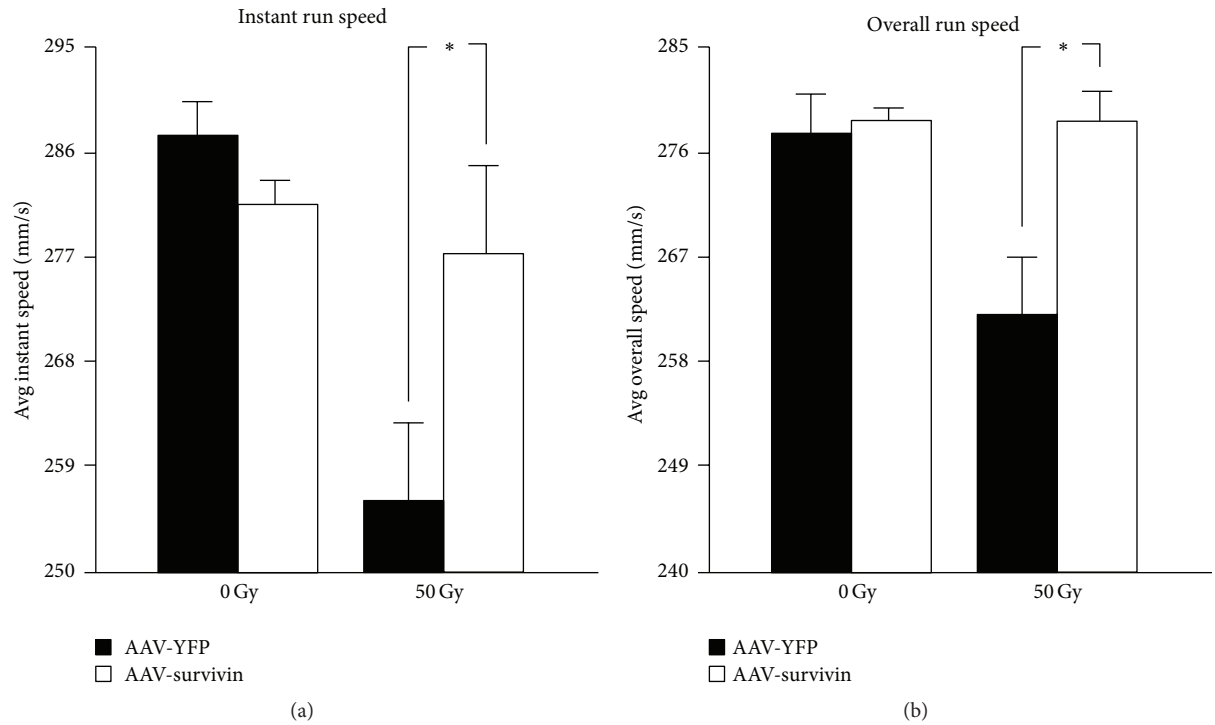 Instant run speed
295
286
277
268
259
250
Avg instant speed (mm/s)
*
0 Gy
50 Gy
AAV-YFP
AAV-survivin
(a)
Overall run speed
285
276
267
258
249
240
Avg overall speed (mm/s)
*
0 Gy
50 Gy
AAV-YFP
AAV-survivin
(b)